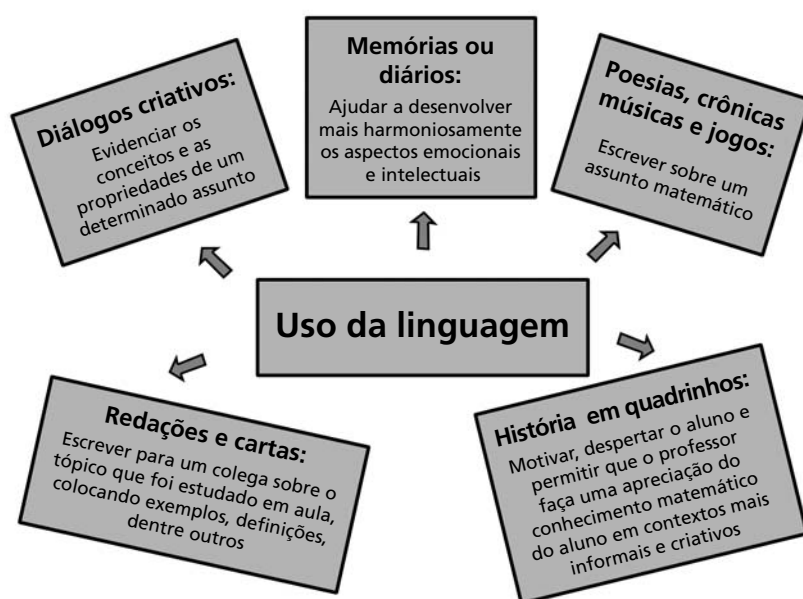 Diálogos criativos:
Evidenciar os
conceitos e as
propriedades de um
determinado assunto
Memórias ou
diários:
Ajudar a desenvolver
mais harmoniosamente
os aspectos emocionais
e intelectuais
Poesias, crônicas
músicas e jogos:
Escrever sobre um
assunto matemático
Uso da linguagem
Redações e cartas:
Escrever para um colega sobre o
tópico que foi estudado em aula,
colocando exemplos, definições,
dentre outros
História em quadrinhos:
Motivar, despertar o aluno e
permitir que o professor
faça uma apreciação do
conhecimento matemático
do aluno em contextos mais
informais e criativos